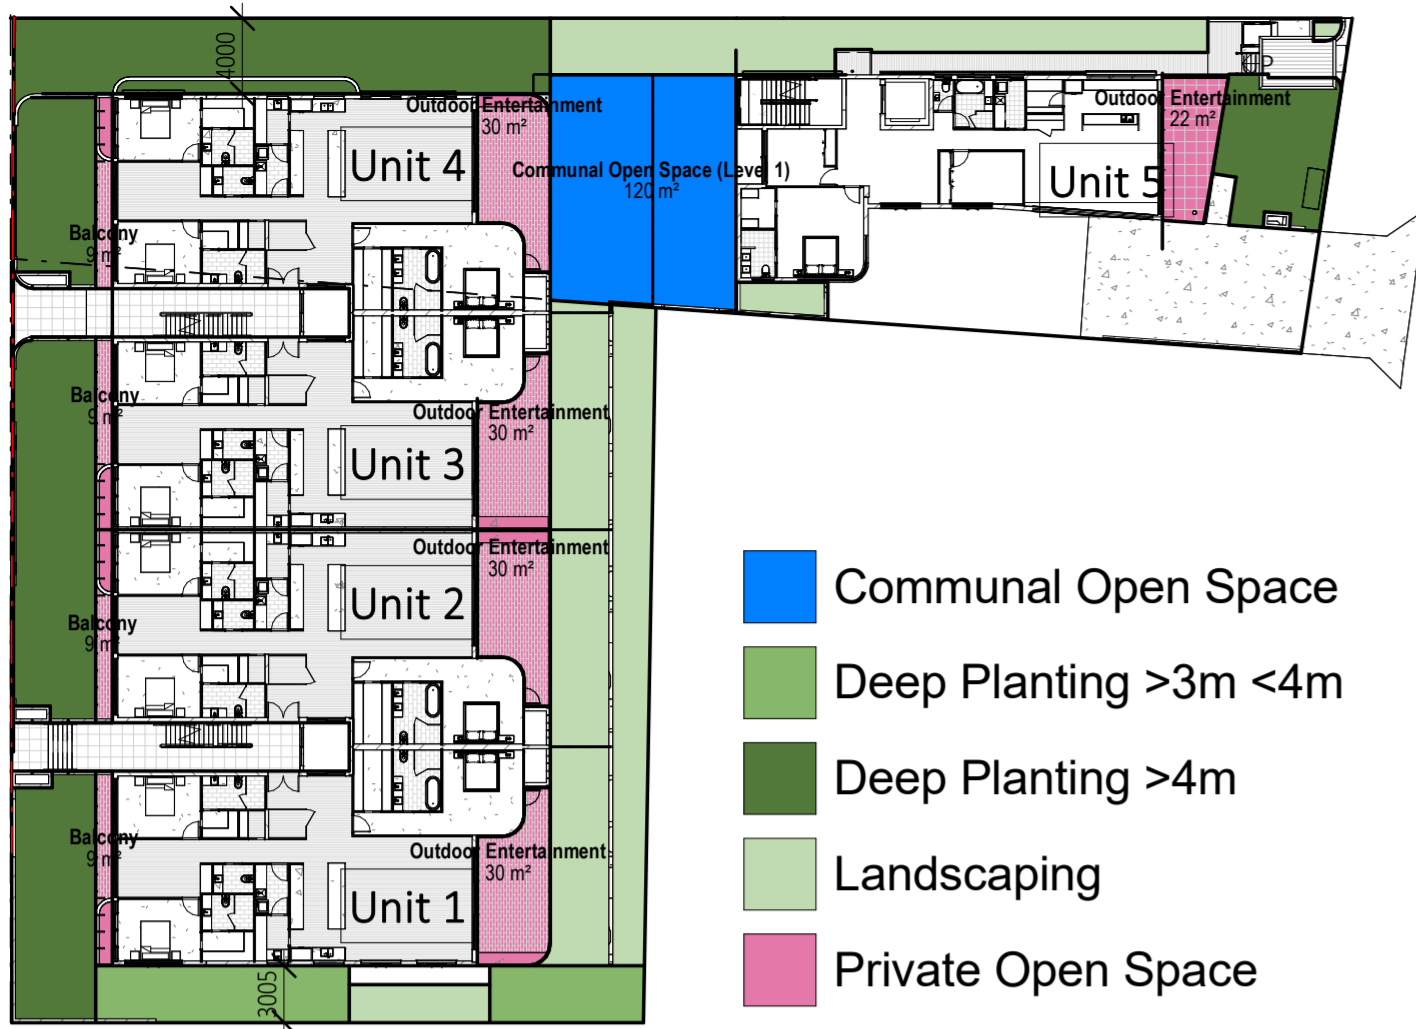 4000
Outdoor Entertainment
30 m²
Unit 4
Communal Open Space (Level 1)
120 m²
Outdoor Entertainment
22 m²
Unit 5
Balcony
9 m²
Balcony
9 m²
Outdoor Entertainment
30 m²
Unit 3
Outdoor Entertainment
30 m²
Unit 2
Balcony
9 m²
Balcony
9 m²
Outdoor Entertainment
30 m²
Unit 1
3005
Communal Open Space
Deep Planting >3m <4m
Deep Planting >4m
Landscaping
Private Open Space